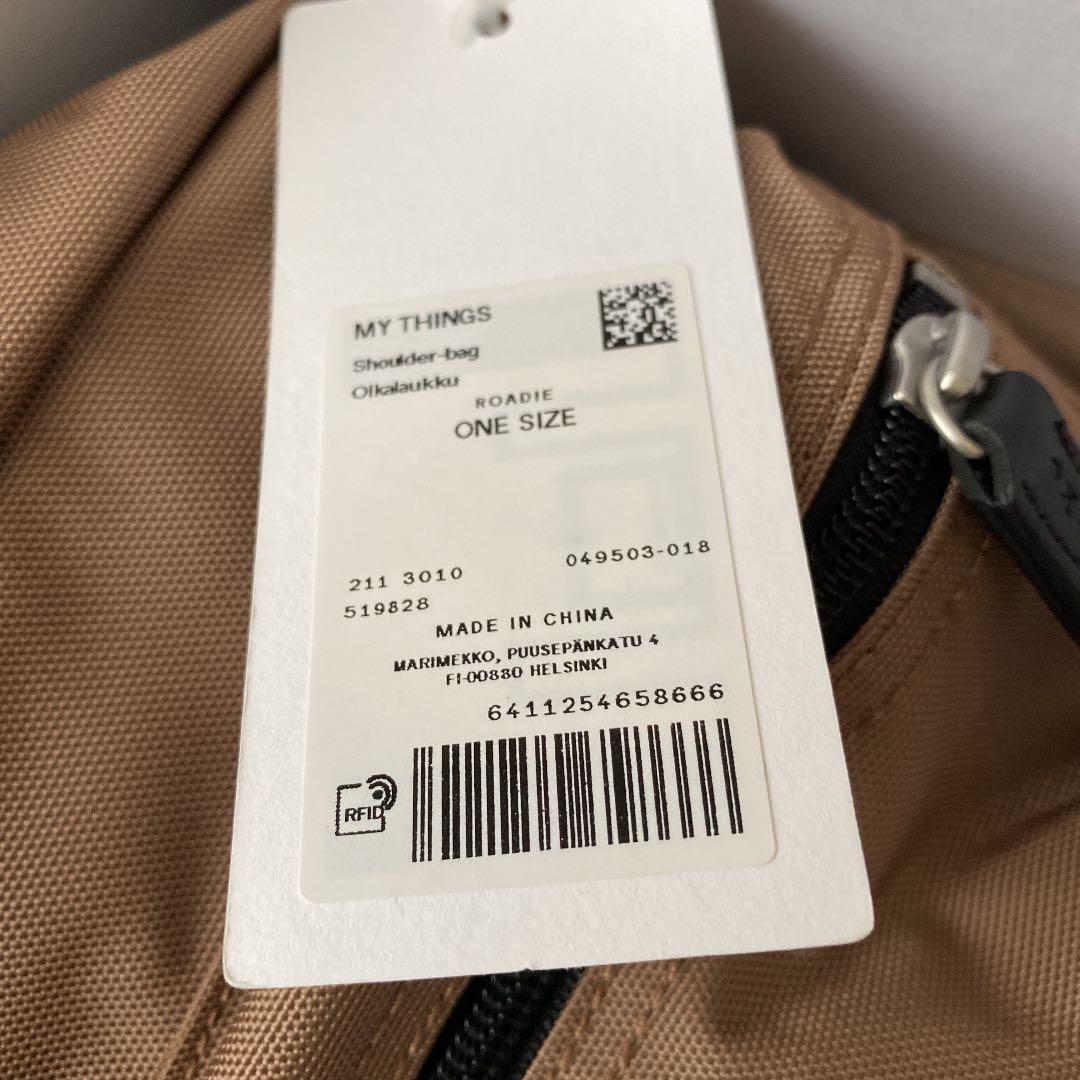 MY THINGS
Shoulder-bag
Olkalaukku
ROADIE
ONE SIZE
211 3010 049503-018
519828
MADE IN CHINA
MARIMEKKO, PUUSEPÄNKATU 4
FI-00880 HELSINKI
6411254658666
RFID